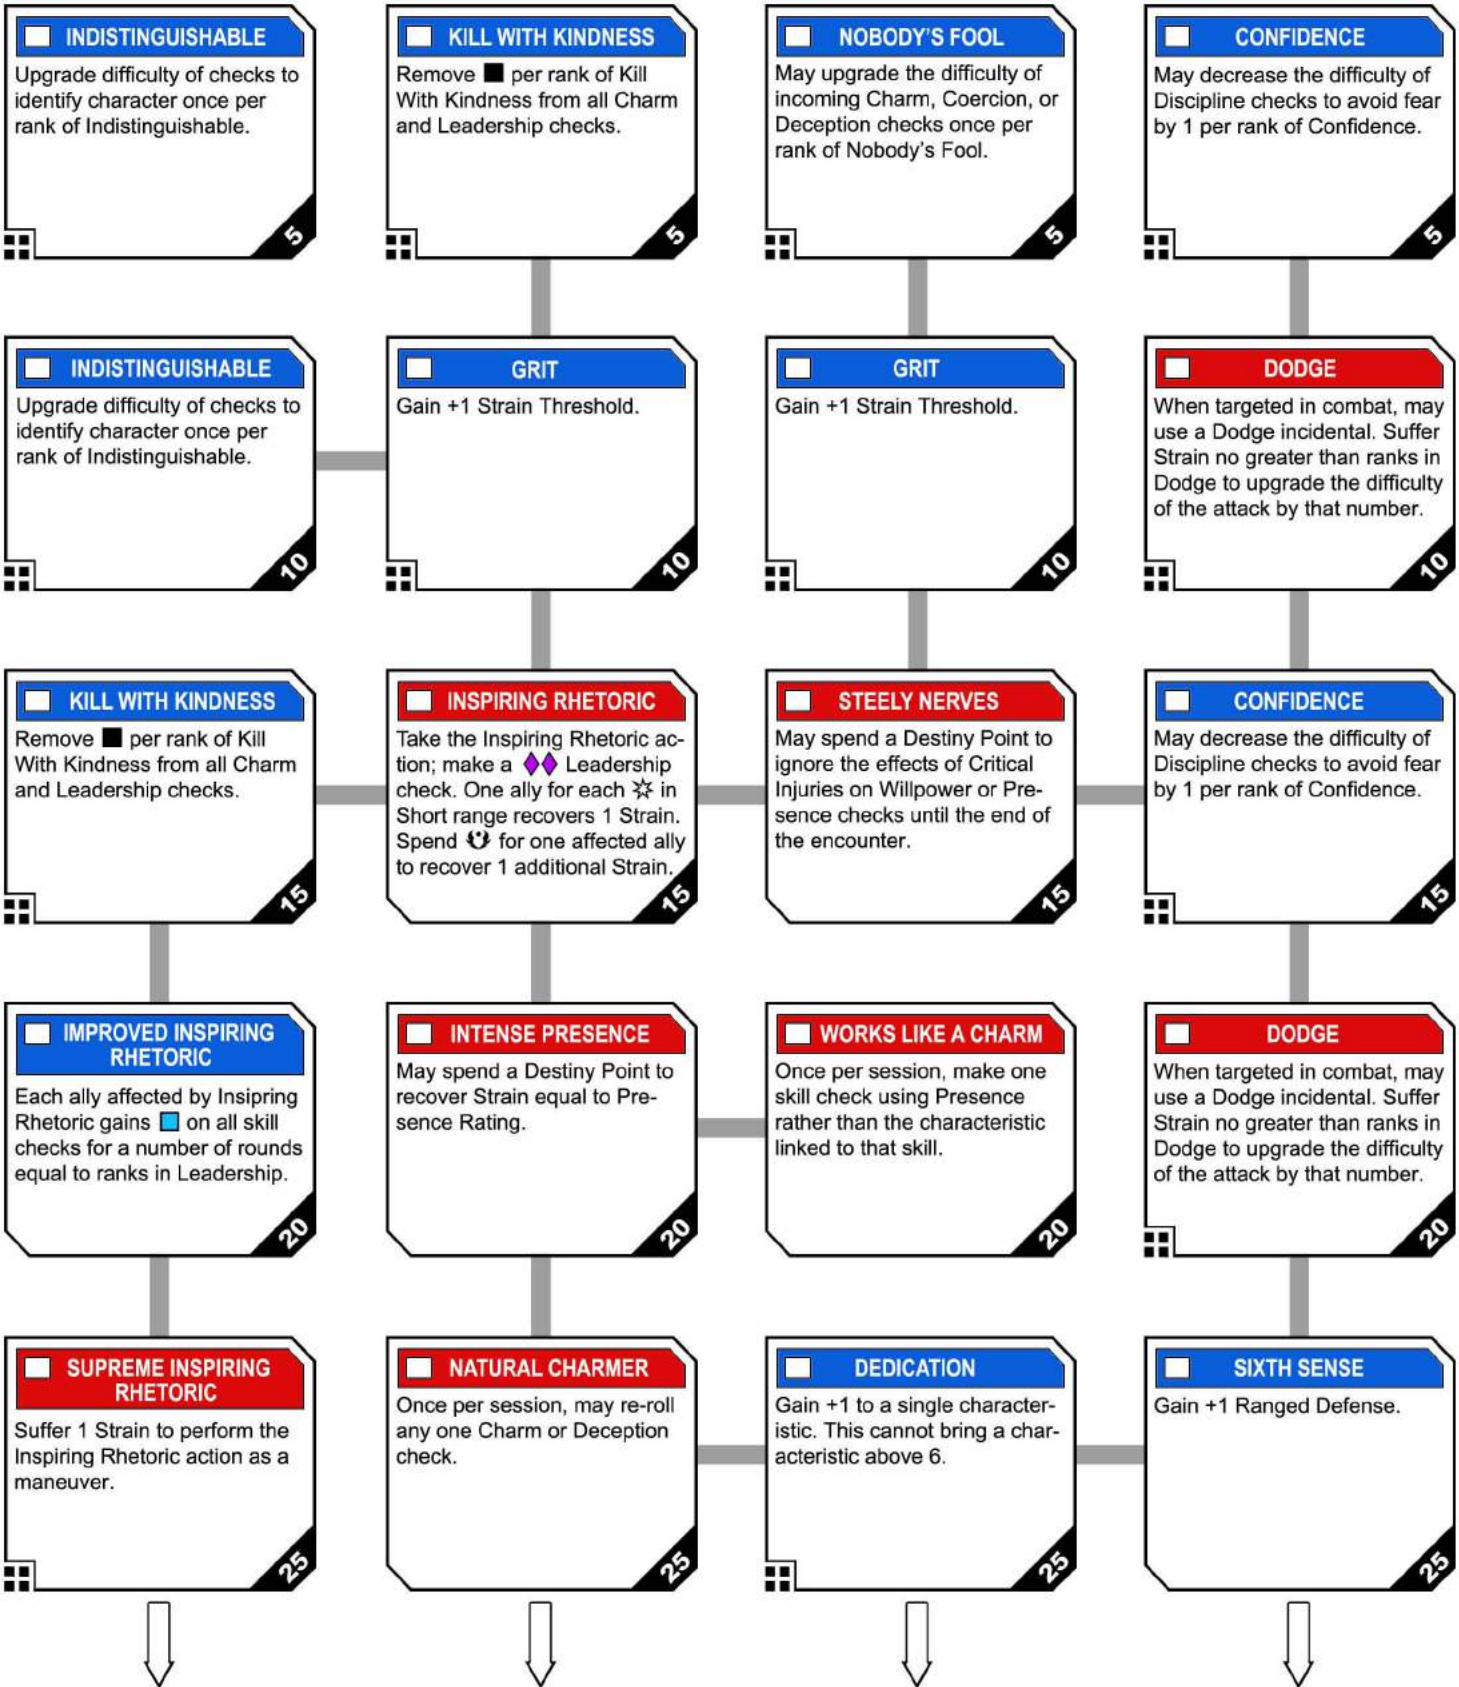 INDISTINGUISHABLE
Upgrade difficulty of checks to
identify character once per
rank of Indistinguishable.
5
KILL WITH KINDNESS
Remove per rank of Kill
With Kindness from all Charm
and Leadership checks.
5
NOBODY'S FOOL
May upgrade the difficulty of
incoming Charm, Coercion, or
Deception checks once per
rank of Nobody's Fool.
5
CONFIDENCE
May decrease the difficulty of
Discipline checks to avoid fear
by 1 per rank of Confidence.
5
INDISTINGUISHABLE
Upgrade difficulty of checks to
identify character once per
rank of Indistinguishable.
10
GRIT
Gain +1 Strain Threshold.
10
GRIT
Gain +1 Strain Threshold.
10
DODGE
When targeted in combat, may
use a Dodge incidental. Suffer
Strain no greater than ranks in
Dodge to upgrade the difficulty
of the attack by that number.
10
KILL WITH KINDNESS
Remove per rank of Kill
With Kindness from all Charm
and Leadership checks.
15
INSPIRING RHETORIC
Take the Inspiring Rhetoric ac-
tion; make a Leadership
check. One ally for each in
Short range recovers 1 Strain.
Spend for one affected ally
to recover 1 additional Strain.
15
STEELY NERVES
May spend a Destiny Point to
ignore the effects of Critical
Injuries on Willpower or Pre-
sence checks until the end of
the encounter.
15
CONFIDENCE
May decrease the difficulty of
Discipline checks to avoid fear
by 1 per rank of Confidence.
15
IMPROVED INSPIRING
RHETORIC
Each ally affected by Insipring
Rhetoric gains on all skill
checks for a number of rounds
equal to ranks in Leadership.
20
INTENSE PRESENCE
May spend a Destiny Point to
recover Strain equal to Pre-
sence Rating.
20
WORKS LIKE A CHARM
Once per session, make one
skill check using Presence
rather than the characteristic
linked to that skill.
20
DODGE
When targeted in combat, may
use a Dodge incidental. Suffer
Strain no greater than ranks in
Dodge to upgrade the difficulty
of the attack by that number.
20
SUPREME INSPIRING
RHETORIC
Suffer 1 Strain to perform the
Inspiring Rhetoric action as a
maneuver.
25
NATURAL CHARMER
Once per session, may re-roll
any one Charm or Deception
check.
25
DEDICATION
Gain +1 to a single character-
istic. This cannot bring a char-
acteristic above 6.
25
SIXTH SENSE
Gain +1 Ranged Defense.
25